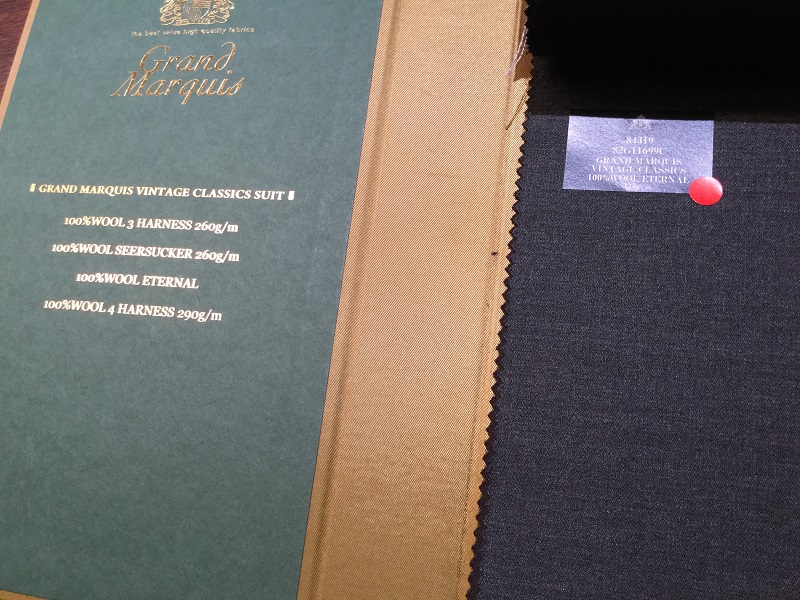 the best value high quality fabrics
Grand
Marquis
GRAND MARQUIS VINTAGE CLASSICS SUIT
100%WOOL 3 HARNESS 260g/m
100%WOOL SEERSUCKER 260g/m
100%WOOL ETERNAL
100%WOOL 4 HARNESS 290g/m
84319
82G11699U
GRAND MARQUIS
VINTAGE CLASSICS
100%WOOL ETERNAL